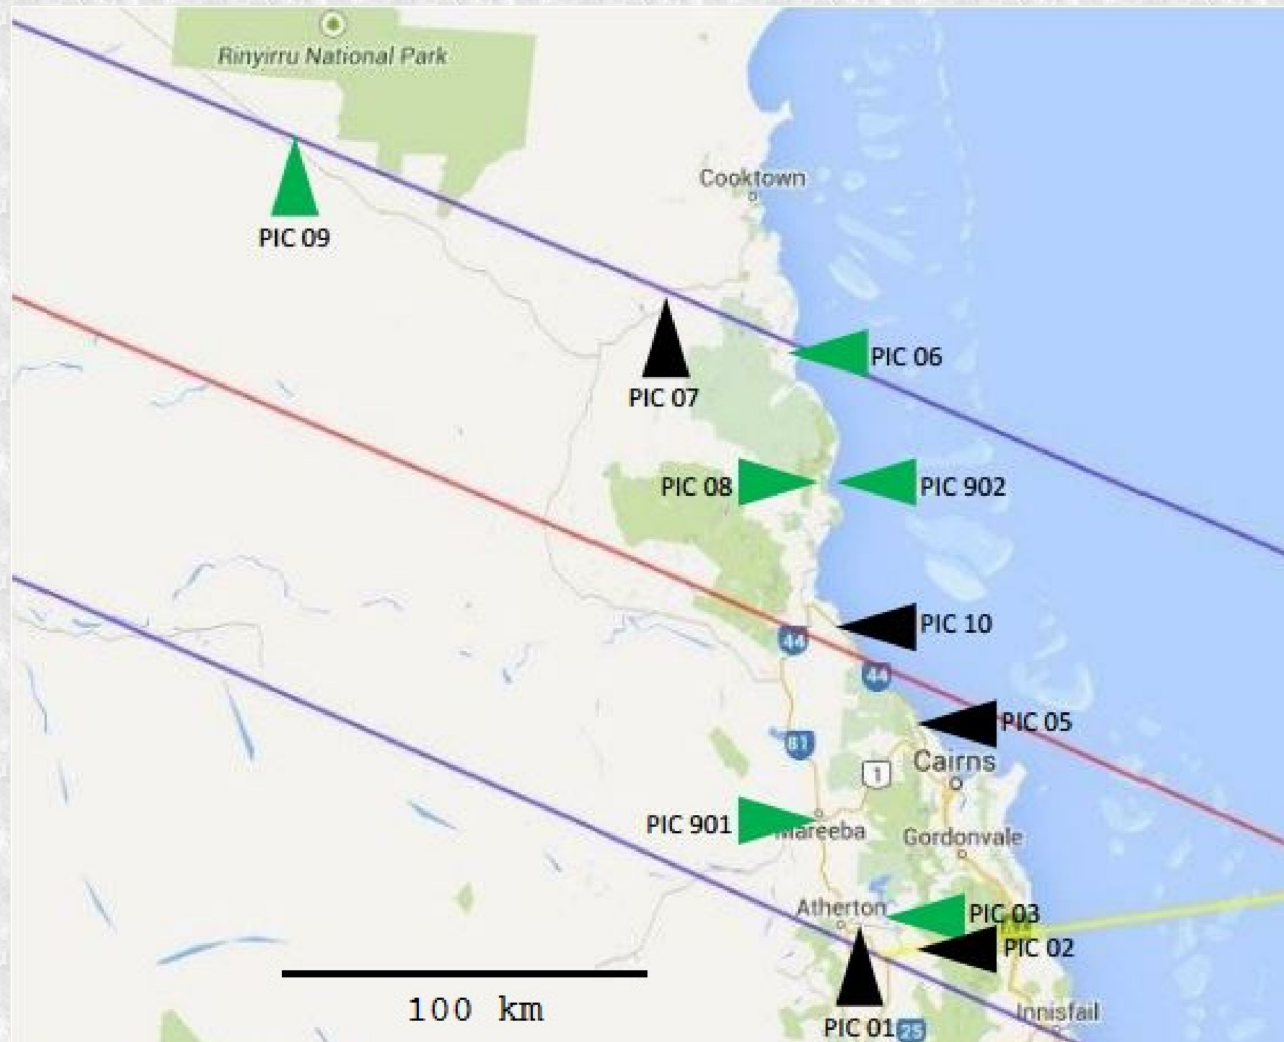 Rinyirru National Park
Cooktown
PIC 09
PIC 06
PIC 07
PIC 08
PIC 902
PIC 10
44
44
PIC 05
81
Cairns
1
PIC 901
Mareeba
Gordonvale
Atherton
PIC 03
PIC 02
100 km
Innisfail
PIC 01
25